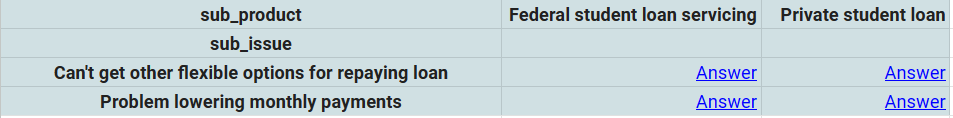 sub_product Federal student loan servicing Private student loan
sub_issue
Can't get other flexible options for repaying loan Answer Answer
Problem lowering monthly payments Answer Answer